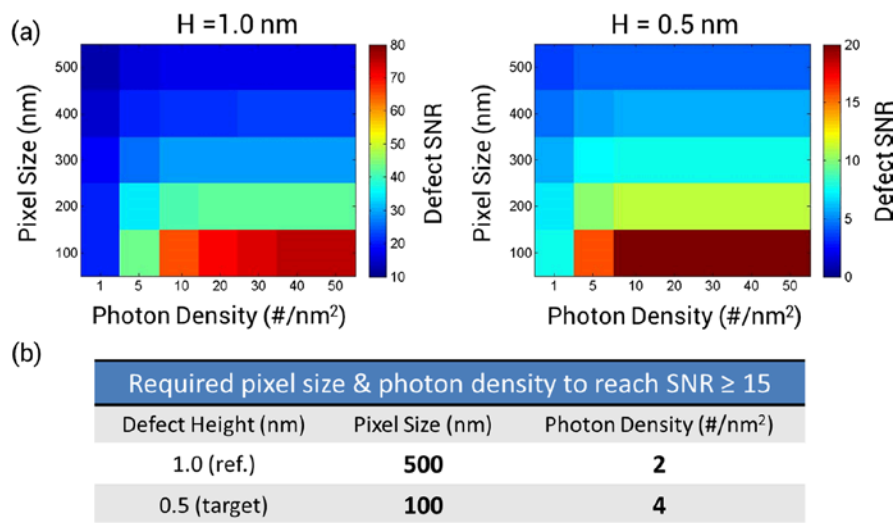 (a)
H =1.0 nm
H = 0.5 nm
Pixel Size (nm)
500
400
300
200
100
1 5 10 20 30 40 50
Photon Density (#/nm²)
80
70
60
50
40
30
20
10
Defect SNR
Pixel Size (nm)
500
400
300
200
100
1 5 10 20 30 40 50
Photon Density (#/nm²)
20
15
10
5
0
Defect SNR
(b)
Required pixel size & photon density to reach SNR ≥ 15
Defect Height (nm) Pixel Size (nm) Photon Density (#/nm²)
1.0 (ref.) 500 2
0.5 (target) 100 4